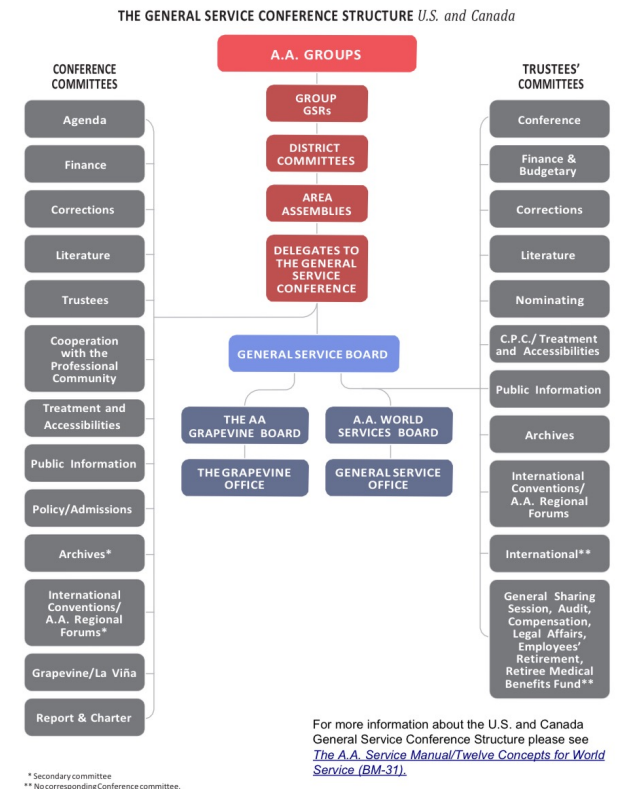 THE GENERAL SERVICE CONFERENCE STRUCTURE U.S. and Canada
A.A. GROUPS
GROUP
GSRs
DISTRICT
COMMITTEES
AREA
ASSEMBLIES
DELEGATES TO
THE GENERAL
SERVICE
CONFERENCE
GENERAL SERVICE BOARD
THE AA
GRAPEVINE BOARD
A.A. WORLD
SERVICES BOARD
THE GRAPEVINE
OFFICE
GENERAL SERVICE
OFFICE
CONFERENCE
COMMITTEES
Agenda
Finance
Corrections
Literature
Trustees
Cooperation
with the
Professional
Community
Treatment and
Accessibilities
Public Information
Policy/Admissions
Archives*
International
Conventions/
A.A. Regional
Forums*
Grapevine/La Viña
Report & Charter
TRUSTEES’
COMMITTEES
Conference
Finance &
Budgetary
Corrections
Literature
Nominating
C.P.C./ Treatment
and Accessibilities
Public Information
Archives
International
Conventions/
A.A. Regional
Forums
International**
General Sharing
Session, Audit,
Compensation,
Legal Affairs,
Employees’
Retirement,
Retiree Medical
Benefits Fund**
For more information about the U.S. and Canada
General Service Conference Structure please see
The A.A. Service Manual/Twelve Concepts for World
Service (BM-31).
* Secondary committee
** No corresponding Conference committee.